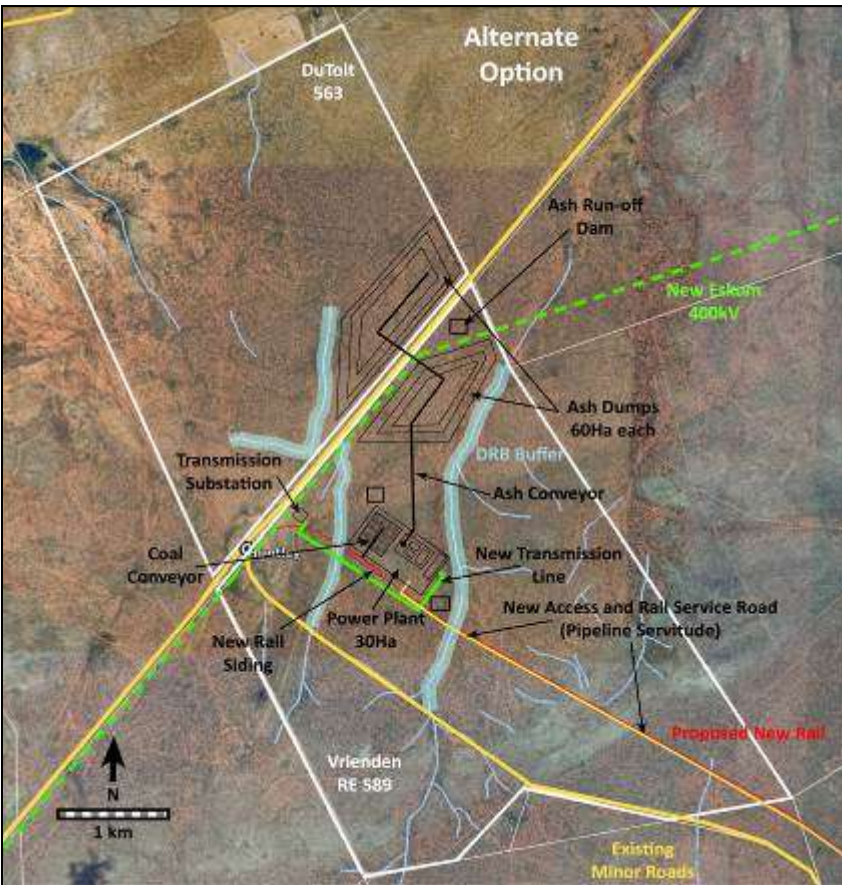 Alternate
Option
DuToIt
563
Ash Run-off
Dam
New Eskom
400kV
Ash Dumps
60Ha each
DRB Buffer
Transmission
Substation
Ash Conveyor
Coal
Conveyor
New Transmission
Line
New Access and Rail Service Road
(Pipeline Servitude)
Power Plant
30Ha
New Rail
Siding
Proposed New Rail
Vrienden
RE 589
N
1 km
Existing
Minor Roads